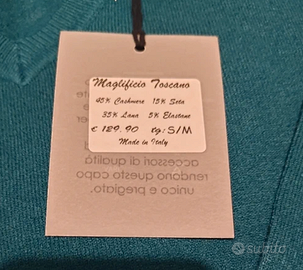 Maglificio Toscano
45% Cashmere 15% Seta
35% Lana 5% Elastane
€ 129.90 tg: S/M
Made in Italy
accessori di qualità
rendono questo capo
unico e pregiato.
subito